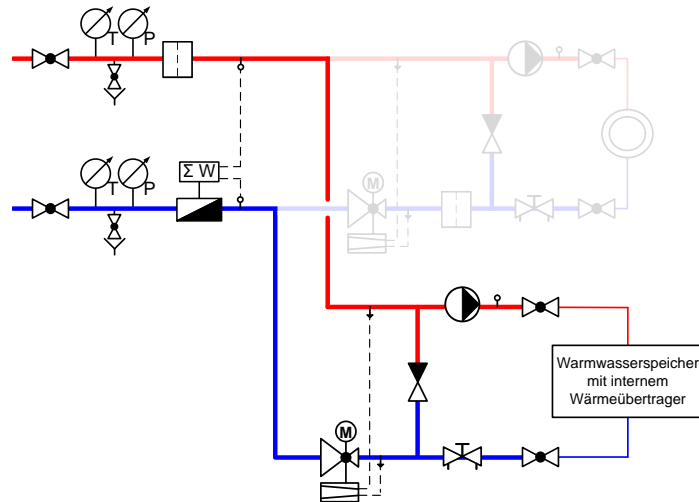 T
P
Σ W
T
P
M
M
Warmwasserspeicher
mit internem
Wärmeübertrager